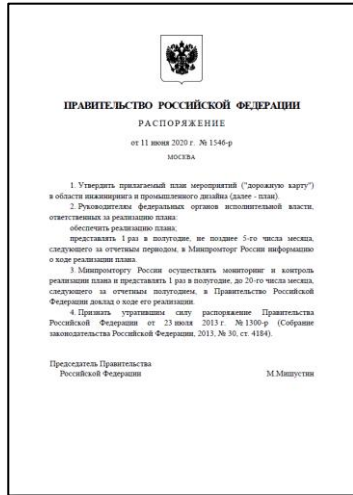 ПРАВИТЕЛЬСТВО РОССИЙСКОЙ ФЕДЕРАЦИИ
РАСПОРЯЖЕНИЕ
от 11 июня 2020 г. № 1546-р
МОСКВА
1. Утвердить прилагаемый план мероприятий ("дорожную карту")
в области инжиниринга и промышленного дизайна (далее - план).
2. Руководителям федеральных органов исполнительной власти,
ответственных за реализацию плана:
обеспечить реализацию плана;
представлять 1 раз в полугодие, не позднее 5-го числа месяца,
следующего за отчетным периодом, в Минпромторг России информацию
о ходе реализации плана.
3. Минпромторгу России осуществлять мониторинг и контроль
реализации плана и представлять 1 раз в полугодие, до 20-го числа месяца,
следующего за отчетным полугодием, в Правительство Российской
Федерации доклад о ходе его реализации.
4. Признать утратившим силу распоряжение Правительства
Российской Федерации от 23 июля 2013 г. № 1300-р (Собрание
законодательства Российской Федерации, 2013, № 30, ст. 4184).
Председатель Правительства
Российской Федерации М.Мишустин